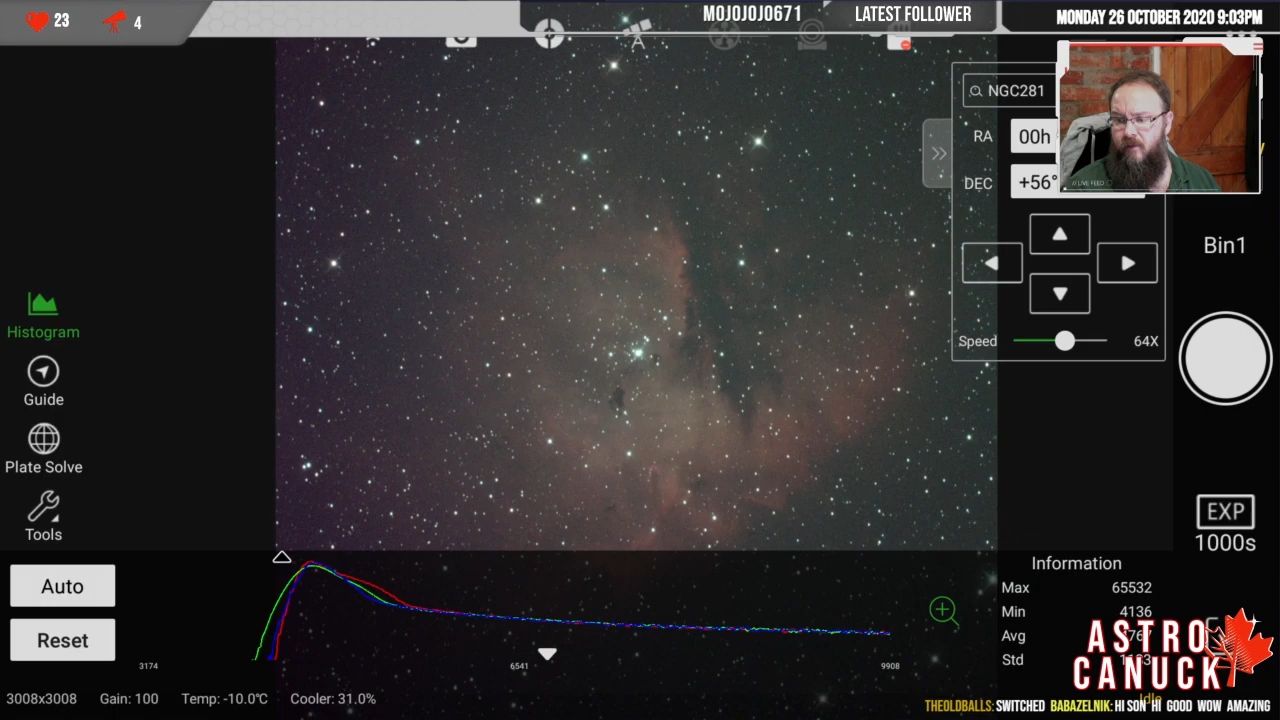 23
4
MOJOJOJO671
LATEST FOLLOWER
MONDAY 26 OCTOBER 2020 9:03PM
NGC281
RA 00h
DEC +56°
// LIVE FEED
Speed 64X
Bin1
Histogram
Guide
Plate Solve
Tools
EXP
1000s
Auto
Reset
3174 6541 9908
Information
Max 65532
Min 4136
Avg
Std
ASTRO
CANUCK
3008x3008 Gain: 100 Temp: -10.0℃ Cooler: 31.0%
Idle
THEOLDBALLS: SWITCHED BABAZELNIK: HI SON HI GOOD WOW AMAZING